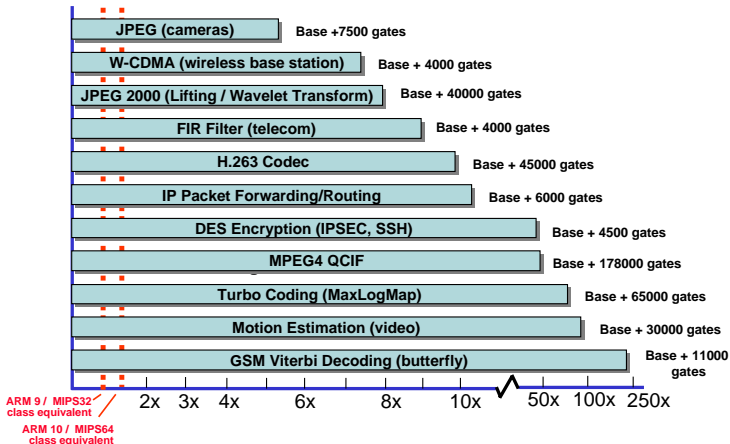 JPEG (cameras) Base +7500 gates
W-CDMA (wireless base station) Base + 4000 gates
JPEG 2000 (Lifting / Wavelet Transform) Base + 40000 gates
FIR Filter (telecom) Base + 4000 gates
H.263 Codec Base + 45000 gates
IP Packet Forwarding/Routing Base + 6000 gates
DES Encryption (IPSEC, SSH) Base + 4500 gates
MPEG4 QCIF Base + 178000 gates
Turbo Coding (MaxLogMap) Base + 65000 gates
Motion Estimation (video) Base + 30000 gates
GSM Viterbi Decoding (butterfly) Base + 11000
gates
2x 3x 4x 6x 8x 10x 50x 100x 250x
ARM 9 / MIPS32
class equivalent
ARM 10 / MIPS64
class equivalent